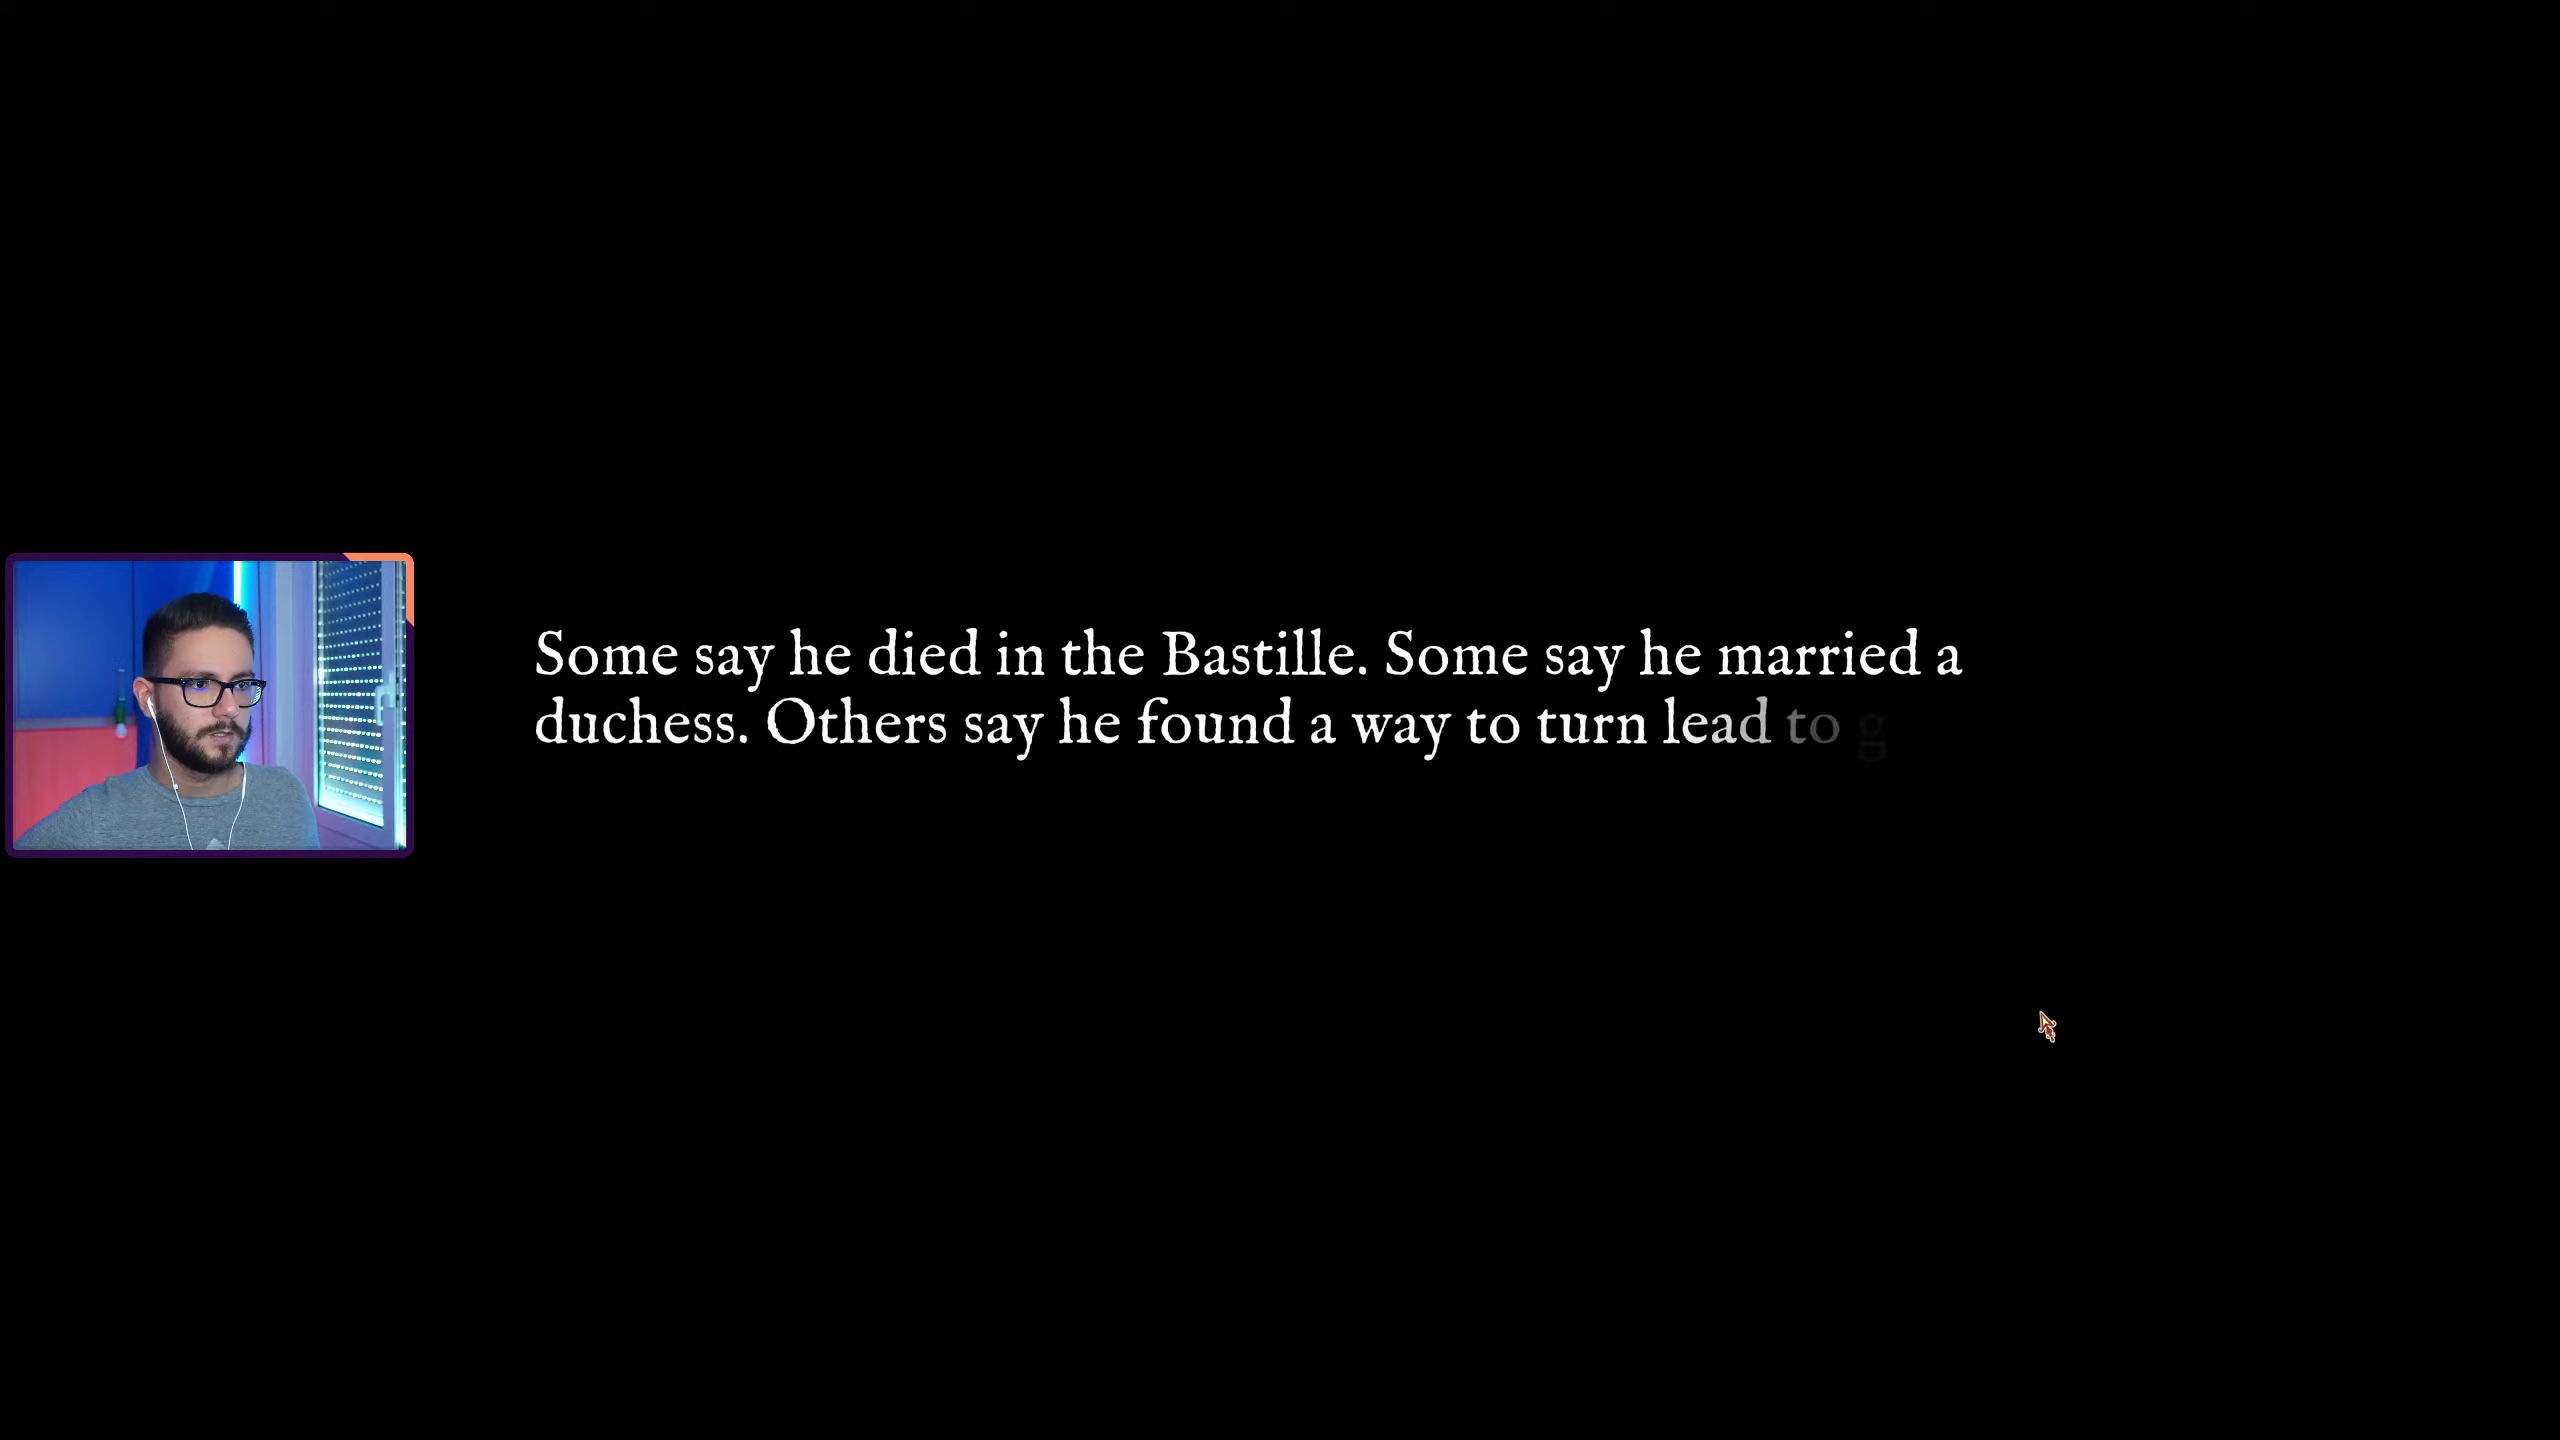 Some say he died in the Bastille. Some say he married a
duchess. Others say he found a way to turn lead to g